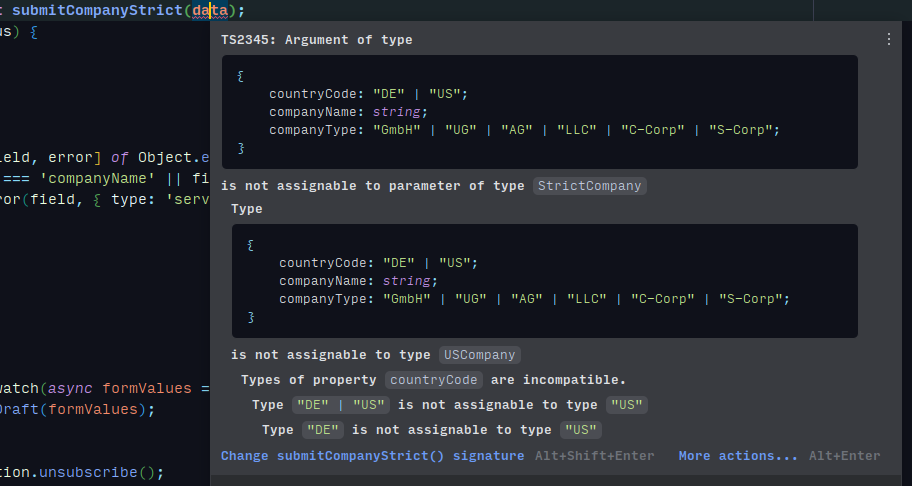 t submitCompanyStrict(data);
us) {
TS2345: Argument of type
{
countryCode: "DE" | "US";
companyName: string;
companyType: "GmbH" | "UG" | "AG" | "LLC" | "C-Corp" | "S-Corp";
}
ield, error] of Object.e
=== 'companyName' || fi
is not assignable to parameter of type StrictCompany
ror(field, { type: 'serv
Type
{
countryCode: "DE" | "US";
companyName: string;
companyType: "GmbH" | "UG" | "AG" | "LLC" | "C-Corp" | "S-Corp";
}
is not assignable to type USCompany
Types of property countryCode are incompatible.
watch(async formValues =
Type "DE" | "US" is not assignable to type "US"
Draft(formValues);
Type "DE" is not assignable to type "US"
Change submitCompanyStrict() signature Alt+Shift+Enter More actions... Alt+Enter
tion.unsubscribe();